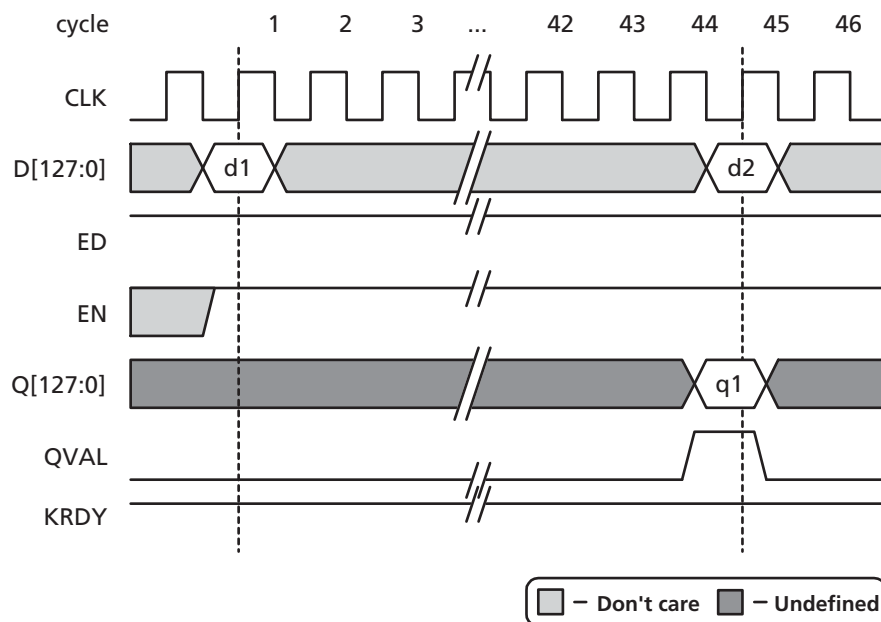 cycle 1 2 3 ... 42 43 44 45 46
CLK
D[127:0] d1 d2
ED
EN
Q[127:0] q1
QVAL
KRDY
– Don't care – Undefined